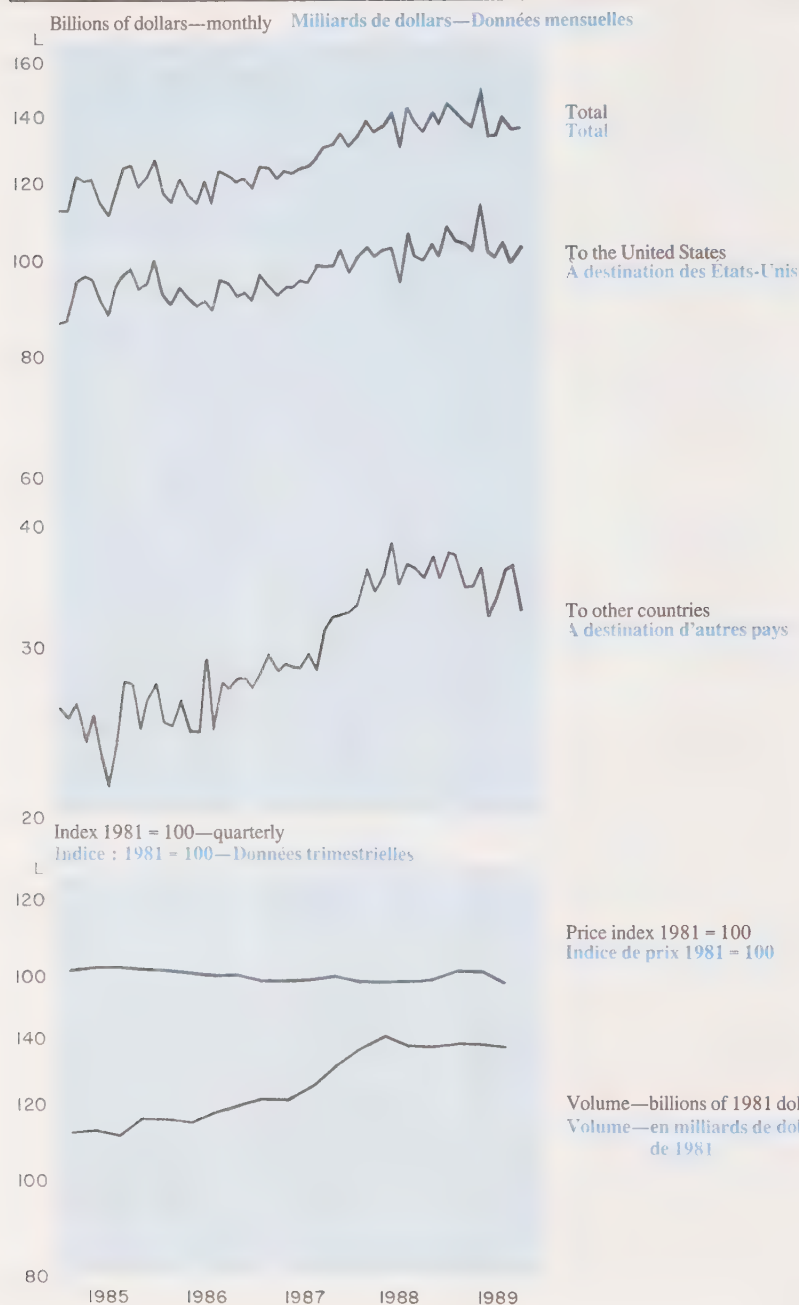 Billions of dollars—monthly Milliards de dollars—Données mensuelles
L
160
140
120
100
80
60
40
30
20
Total
Total
To the United States
À destination des États-Unis
To other countries
À destination d'autres pays
Index 1981 = 100—quarterly
Indice : 1981 = 100—Données trimestrielles
L
120
100
140
120
100
80
Price index 1981 = 100
Indice de prix 1981 = 100
Volume—billions of 1981 dol
Volume—en milliards de dol
de 1981
1985 1986 1987 1988 1989